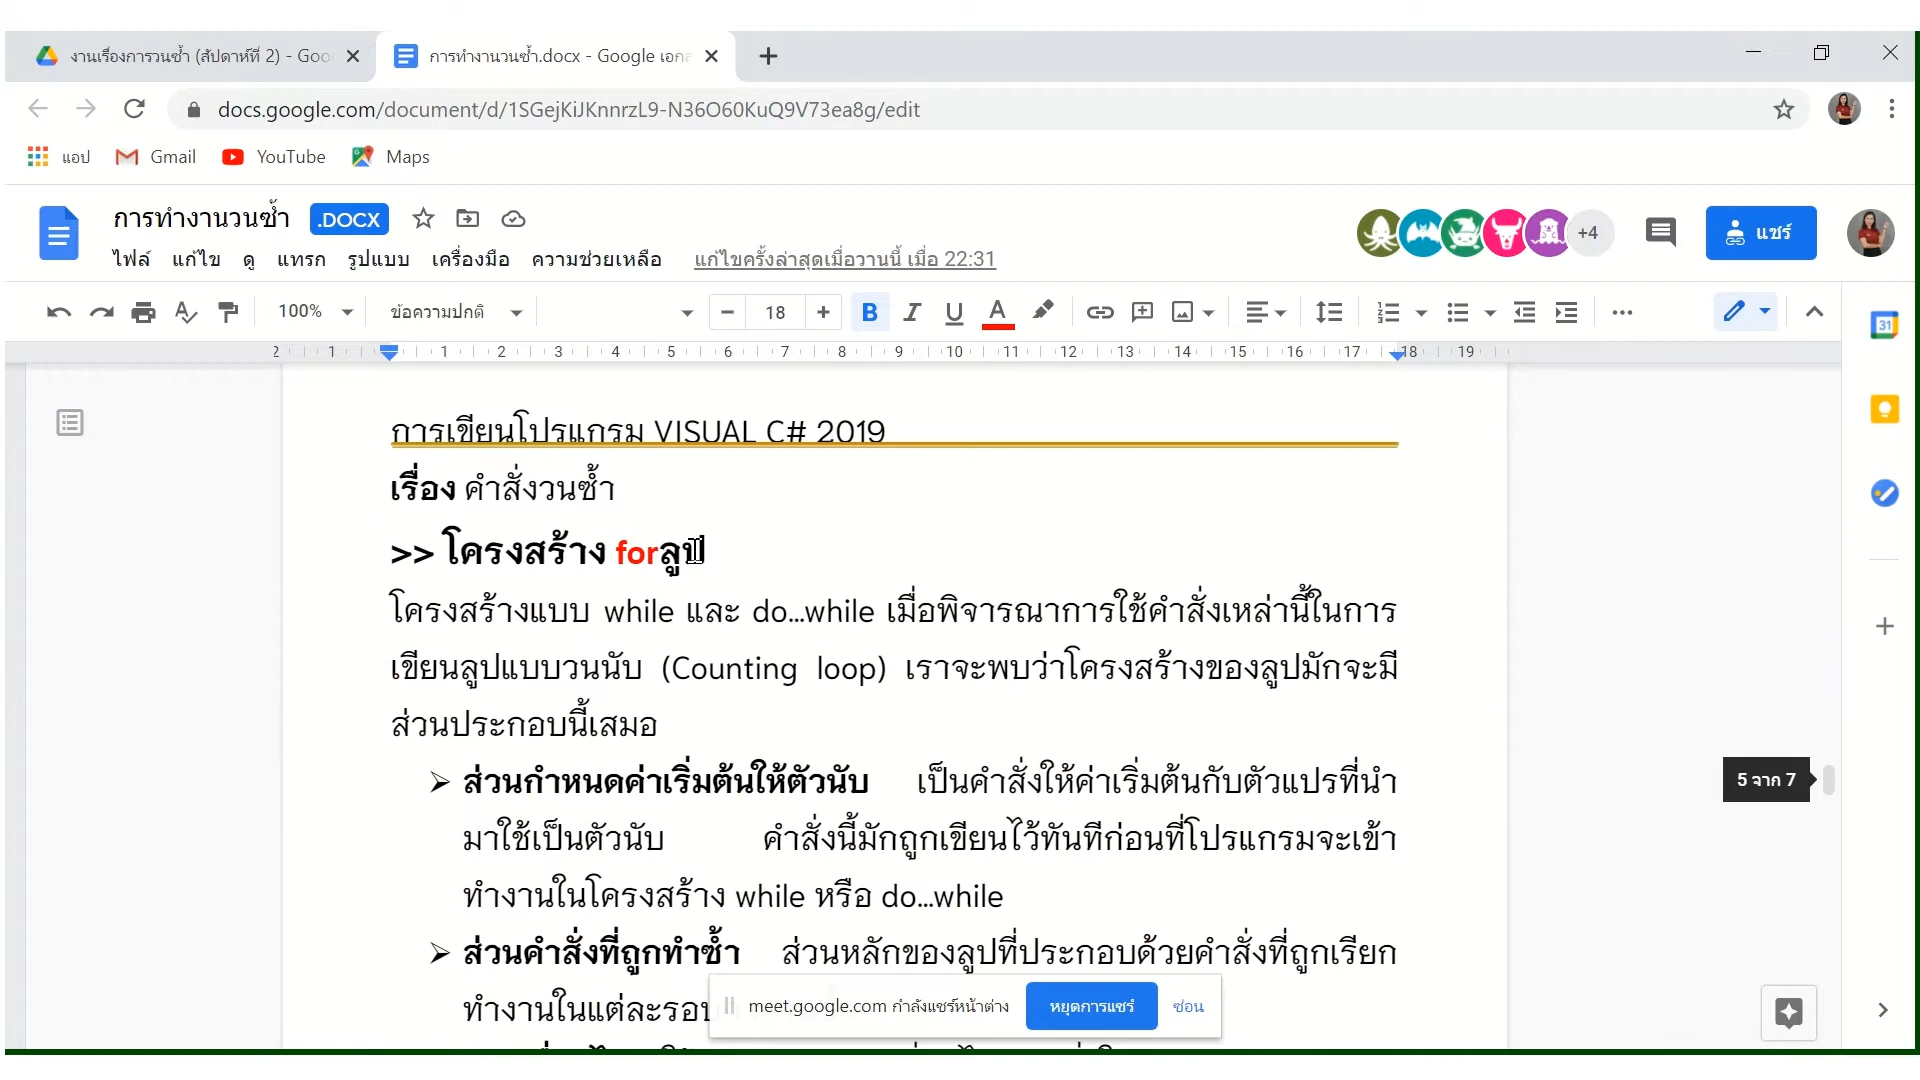 งานเรื่องการวนซ้ำ (สัปดาห์ที่ 2) - Goo
การทำงานวนซ้ำ.docx - Google เอกส
docs.google.com/document/d/1SGejKiJKnnrzL9-N36O60KuQ9V73ea8g/edit
แอป Gmail YouTube Maps
การทำงานวนซ้ำ .DOCX
+4 แชร์
ไฟล์ แก้ไข ดู แทรก รูปแบบ เครื่องมือ ความช่วยเหลือ แก้ไขครั้งล่าสุดเมื่อวานนี้ เมื่อ 22:31
100% ข้อความปกติ 18 B I U A
31
2 1 1 2 3 4 5 6 7 8 9 10 11 12 13 14 15 16 17 18 19
การเขียนโปรแกรม VISUAL C# 2019
เรื่อง คำสั่งวนซ้ำ
>> โครงสร้าง forลูป
โครงสร้างแบบ while และ do...while เมื่อพิจารณาการใช้คำสั่งเหล่านี้ในการ
เขียนลูปแบบวนนับ (Counting loop) เราจะพบว่าโครงสร้างของลูปมักจะมี
ส่วนประกอบนี้เสมอ
➢ ส่วนกำหนดค่าเริ่มต้นให้ตัวนับ เป็นคำสั่งให้ค่าเริ่มต้นกับตัวแปรที่นำ
5 จาก 7
มาใช้เป็นตัวนับ คำสั่งนี้มักถูกเขียนไว้ทันทีก่อนที่โปรแกรมจะเข้า
ทำงานในโครงสร้าง while หรือ do...while
➢ ส่วนคำสั่งที่ถูกทำซ้ำ ส่วนหลักของลูปที่ประกอบด้วยคำสั่งที่ถูกเรียก
ทำงานในแต่ละรอบ
meet.google.com กำลังแชร์หน้าต่าง หยุดการแชร์ ซ่อน